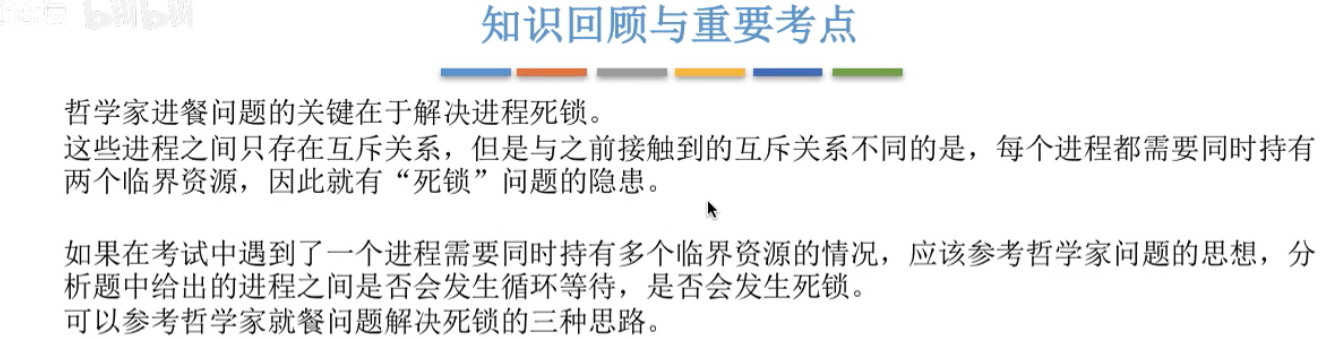 知识回顾与重要考点
哲学家进餐问题的关键在于解决进程死锁。
这些进程之间只存在互斥关系，但是与之前接触到的互斥关系不同的是，每个进程都需要同时持有
两个临界资源，因此就有“死锁”问题的隐患。
如果在考试中遇到了一个进程需要同时持有多个临界资源的情况，应该参考哲学家问题的思想，分
析题中给出的进程之间是否会发生循环等待，是否会发生死锁。
可以参考哲学家就餐问题解决死锁的三种思路。